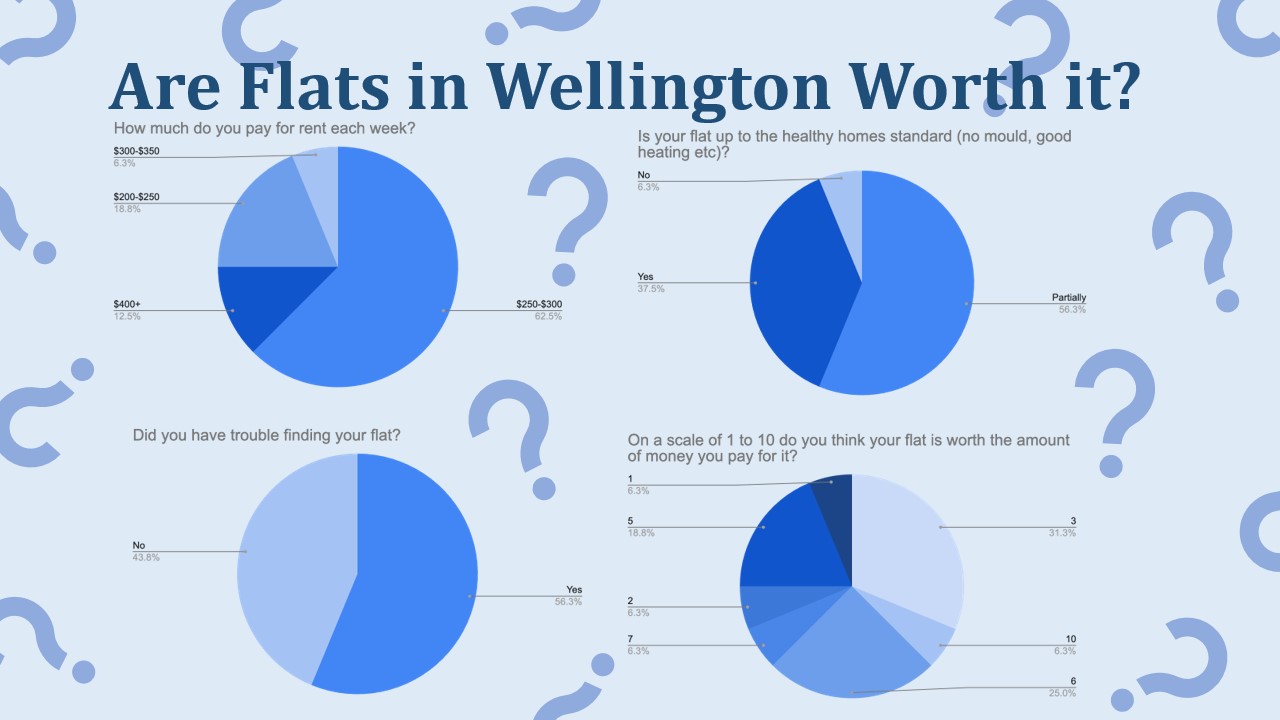 Are Flats in Wellington Worth it?
How much do you pay for rent each week?
$300-$350
6.3%
$200-$250
18.8%
$400+
12.5%
$250-$300
62.5%
Is your flat up to the healthy homes standard (no mould, good
heating etc)?
No
6.3%
Yes
37.5%
Partially
56.3%
Did you have trouble finding your flat?
No
43.8%
Yes
56.3%
On a scale of 1 to 10 do you think your flat is worth the amount
of money you pay for it?
1
6.3%
5
18.8%
2
6.3%
7
6.3%
3
31.3%
10
6.3%
6
25.0%